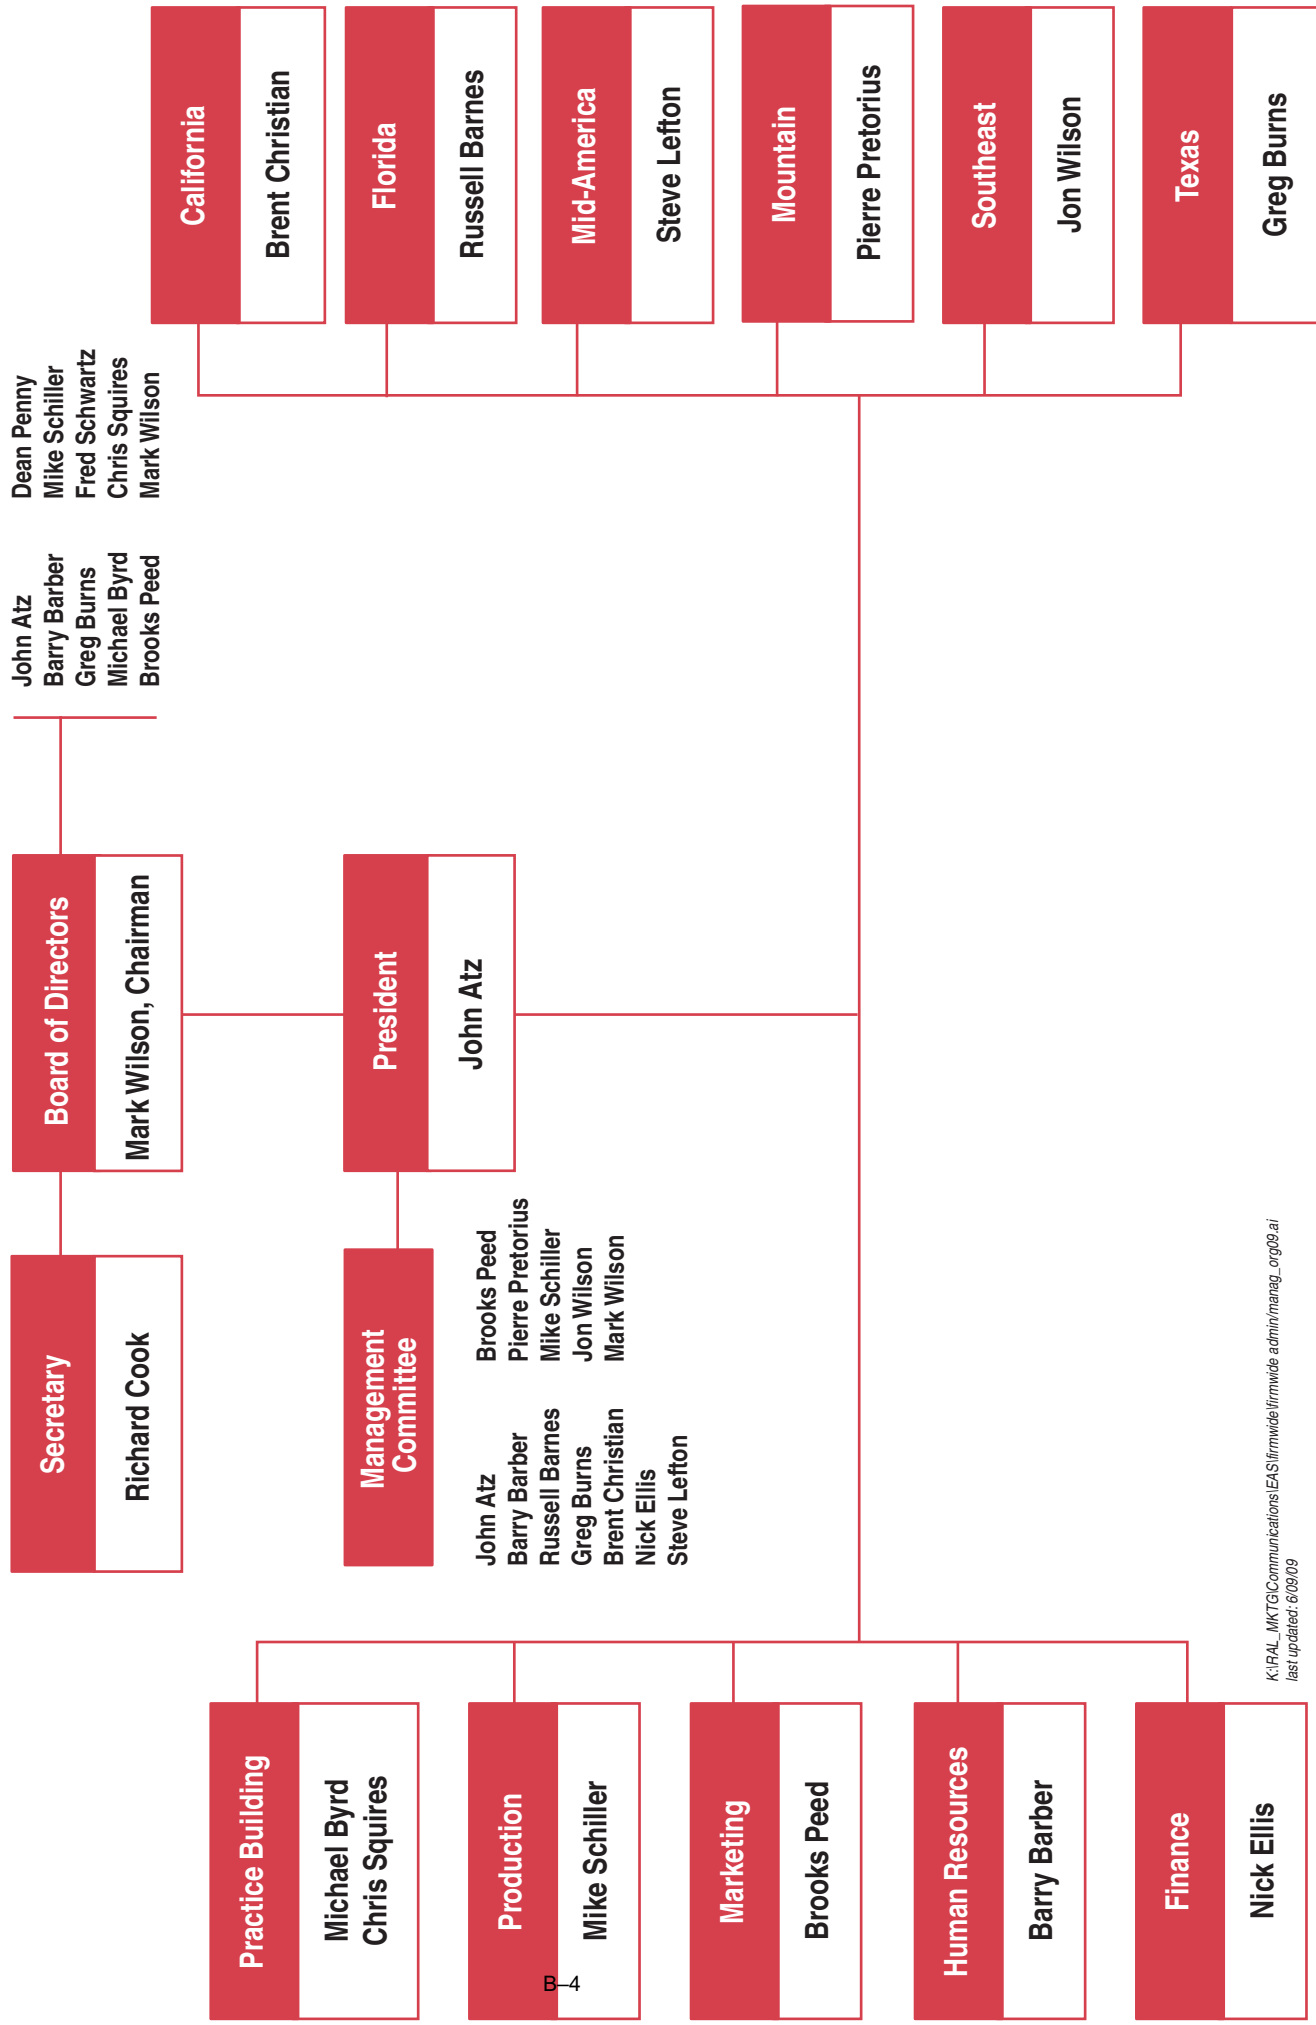 Secretary
Richard Cook
Board of Directors
Mark Wilson, Chairman
John Atz
Barry Barber
Greg Burns
Michael Byrd
Brooks Peed
Dean Penny
Mike Schiller
Fred Schwartz
Chris Squires
Mark Wilson
Management
Committee
John Atz
Barry Barber
Russell Barnes
Greg Burns
Brent Christian
Nick Ellis
Steve Lefton
Brooks Peed
Pierre Pretorius
Mike Schiller
Jon Wilson
Mark Wilson
President
John Atz
Practice Building
Michael Byrd
Chris Squires
Production
Mike Schiller
Marketing
Brooks Peed
Human Resources
Barry Barber
Finance
Nick Ellis
California
Brent Christian
Florida
Russell Barnes
Mid-America
Steve Lefton
Mountain
Pierre Pretorius
Southeast
Jon Wilson
Texas
Greg Burns
K:\RAL_MKTG\Communications\EAS\firmwide\firmwide admin/manag_org09.ai
last updated: 6/09/09
B–4